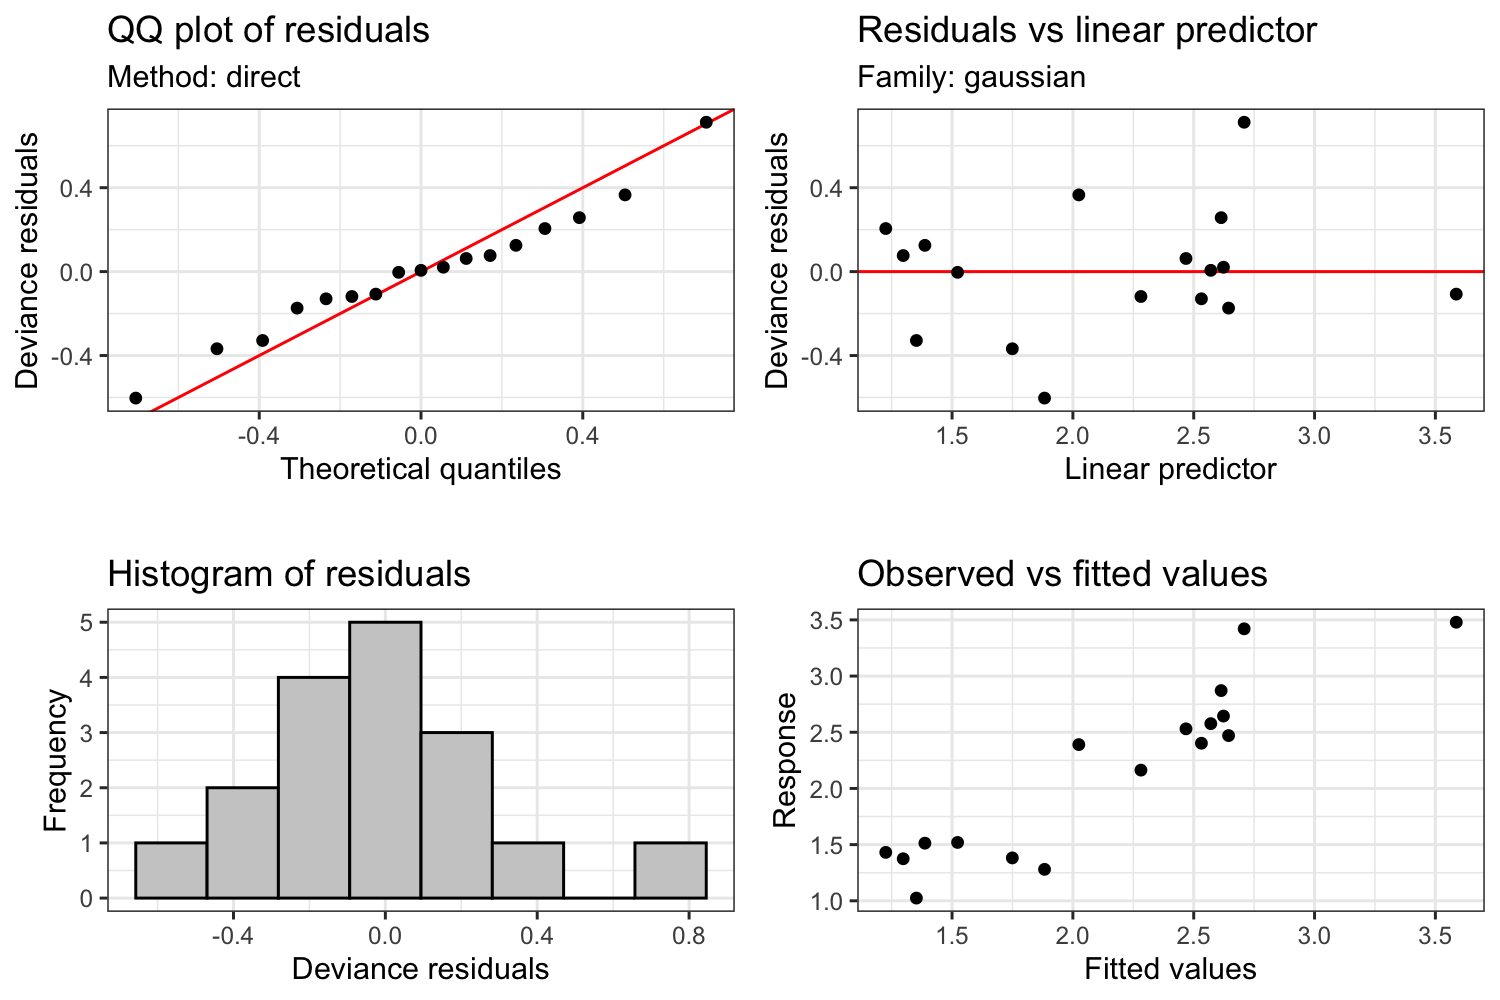 QQ plot of residuals
Method: direct
Deviance residuals
0.4
0.0
-0.4
-0.4
0.0
0.4
Theoretical quantiles
Residuals vs linear predictor
Family: gaussian
Deviance residuals
0.4
0.0
-0.4
1.5
2.0
2.5
3.0
3.5
Linear predictor
Histogram of residuals
Frequency
5
4
3
2
1
0
-0.4
0.0
0.4
0.8
Deviance residuals
Observed vs fitted values
Response
3.5
3.0
2.5
2.0
1.5
1.0
1.5
2.0
2.5
3.0
3.5
Fitted values